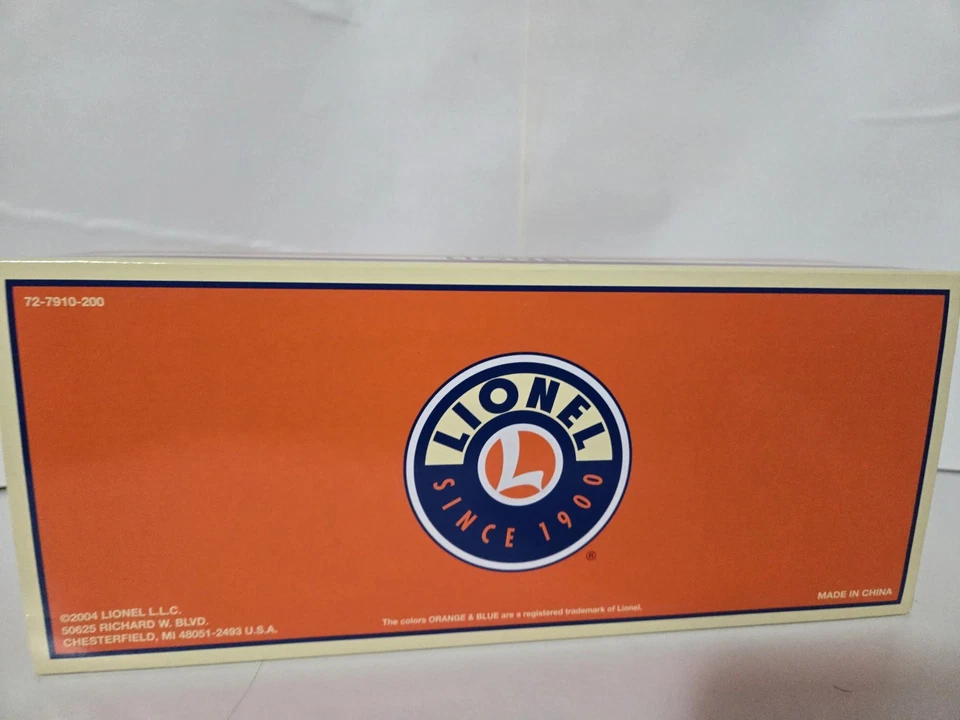 72-7910-200
LIONEL
L
SINCE 1900
®
©2004 LIONEL L.L.C.
50625 RICHARD W. BLVD.
CHESTERFIELD, MI 48051-2493 U.S.A.
The colors ORANGE & BLUE are a registered trademark of Lionel.
MADE IN CHINA